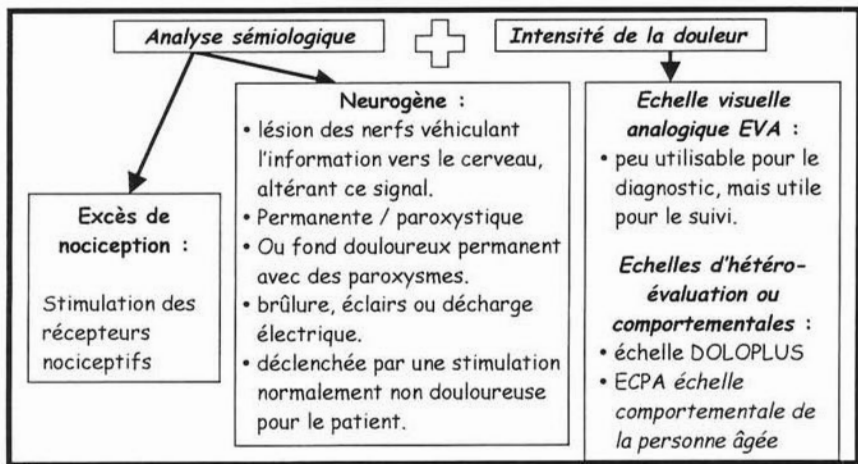 Analyse sémiologique
Intensité de la douleur
Excès de
nociception :
Stimulation des
récepteurs
nociceptifs
Neurogène :
• lésion des nerfs véhiculant
l'information vers le cerveau,
altérant ce signal.
• Permanente / paroxystique
• Ou fond douloureux permanent
avec des paroxysmes.
• brûlure, éclairs ou décharge
électrique.
• déclenchée par une stimulation
normalement non douloureuse
pour le patient.
Echelle visuelle
analogique EVA :
• peu utilisable pour le
diagnostic, mais utile
pour le suivi.
Echelles d'hétéro-
évaluation ou
comportementales :
• échelle DOLOPLUS
• ECPA échelle
comportementale de
la personne âgée